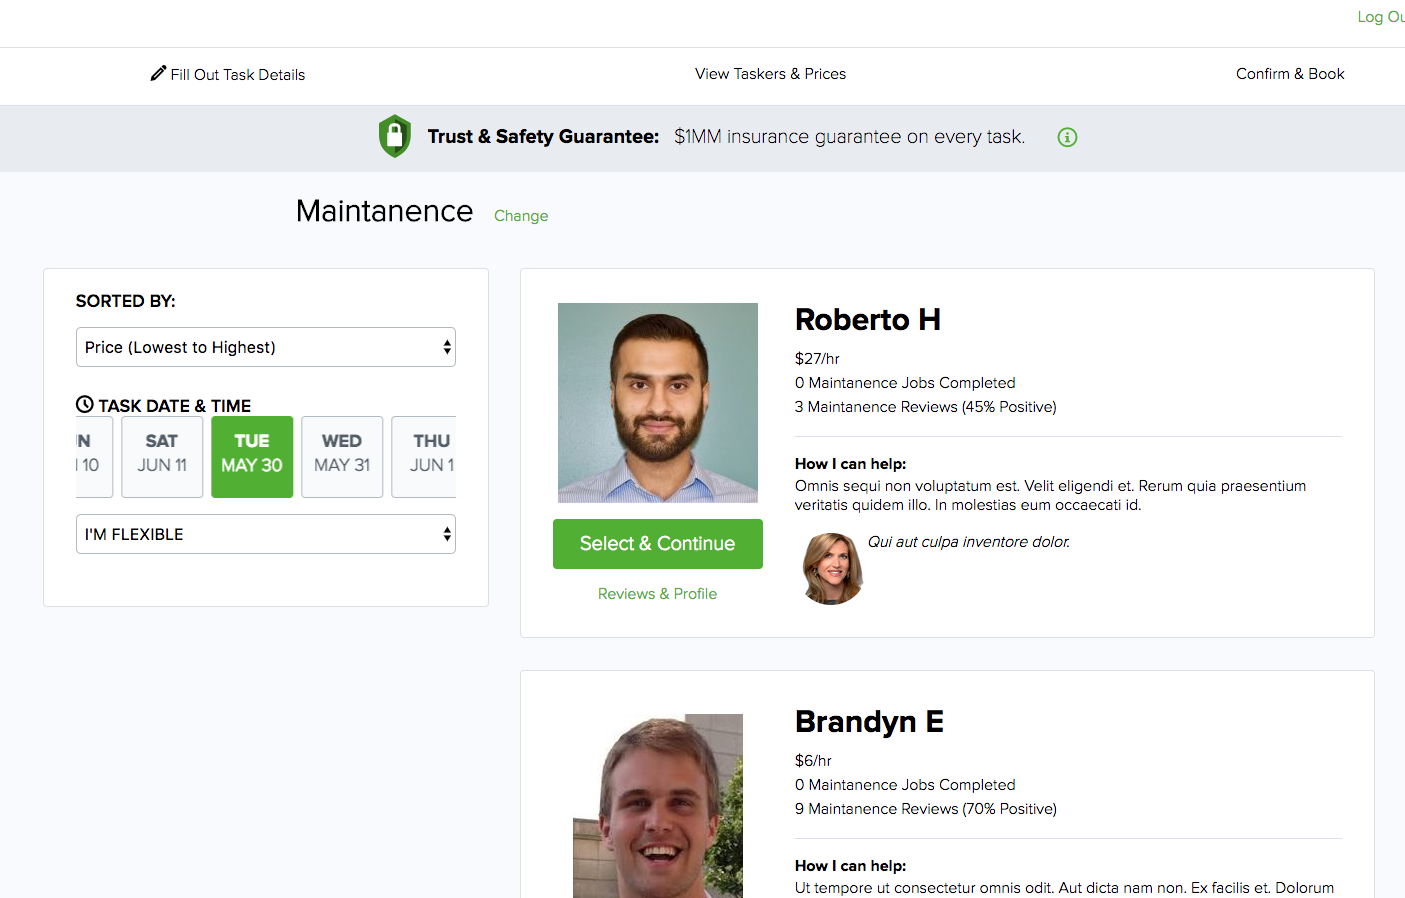 Log Ou
Fill Out Task Details
View Taskers & Prices
Confirm & Book
Trust & Safety Guarantee: $1MM insurance guarantee on every task.
Maintanence Change
SORTED BY:
Price (Lowest to Highest)
TASK DATE & TIME
N
10
SAT
JUN 11
TUE
MAY 30
WED
MAY 31
THU
JUN 1
I'M FLEXIBLE
Roberto H
$27/hr
0 Maintanence Jobs Completed
3 Maintanence Reviews (45% Positive)
How I can help:
Omnis sequi non voluptatum est. Velit eligendi et. Rerum quia praesentium
veritatis quidem illo. In molestias eum occaecati id.
Qui aut culpa inventore dolor.
Select & Continue
Reviews & Profile
Brandyn E
$6/hr
0 Maintanence Jobs Completed
9 Maintanence Reviews (70% Positive)
How I can help:
Ut tempore ut consectetur omnis odit. Aut dicta nam non. Ex facilis et. Dolorum